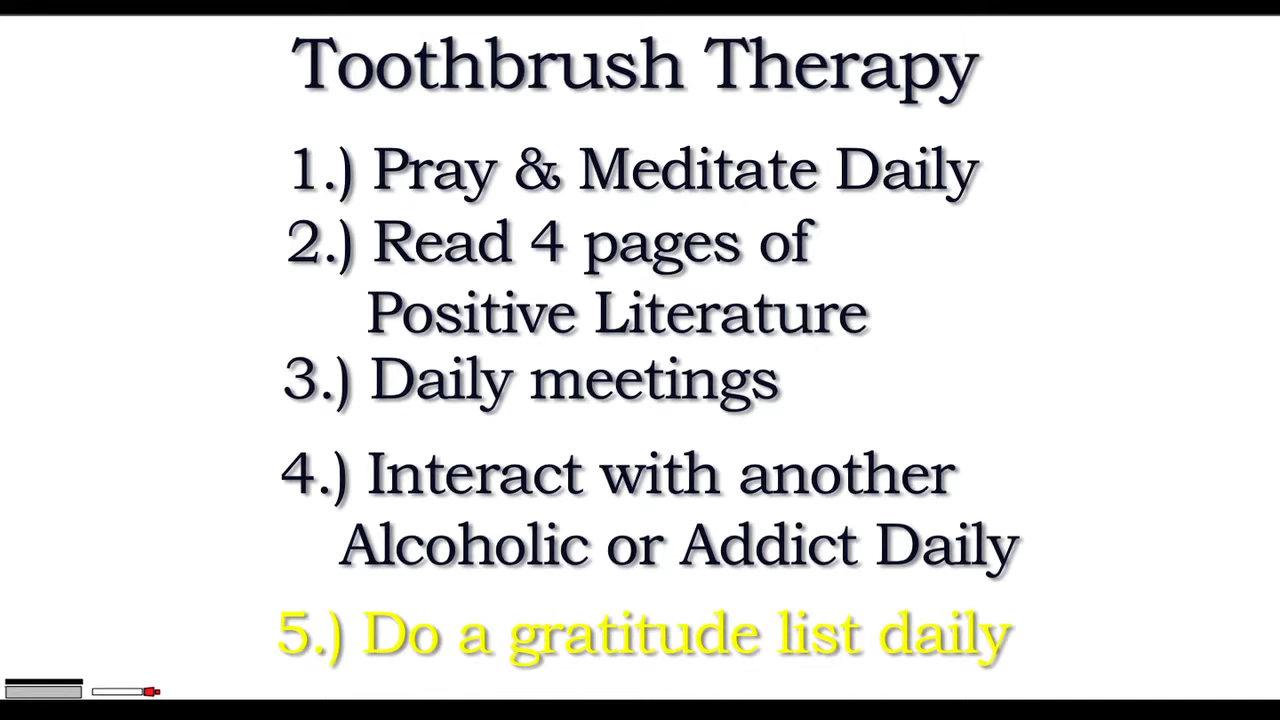 Toothbrush Therapy
1.) Pray & Meditate Daily
2.) Read 4 pages of
Positive Literature
3.) Daily meetings
4.) Interact with another
Alcoholic or Addict Daily
5.) Do a gratitude list daily